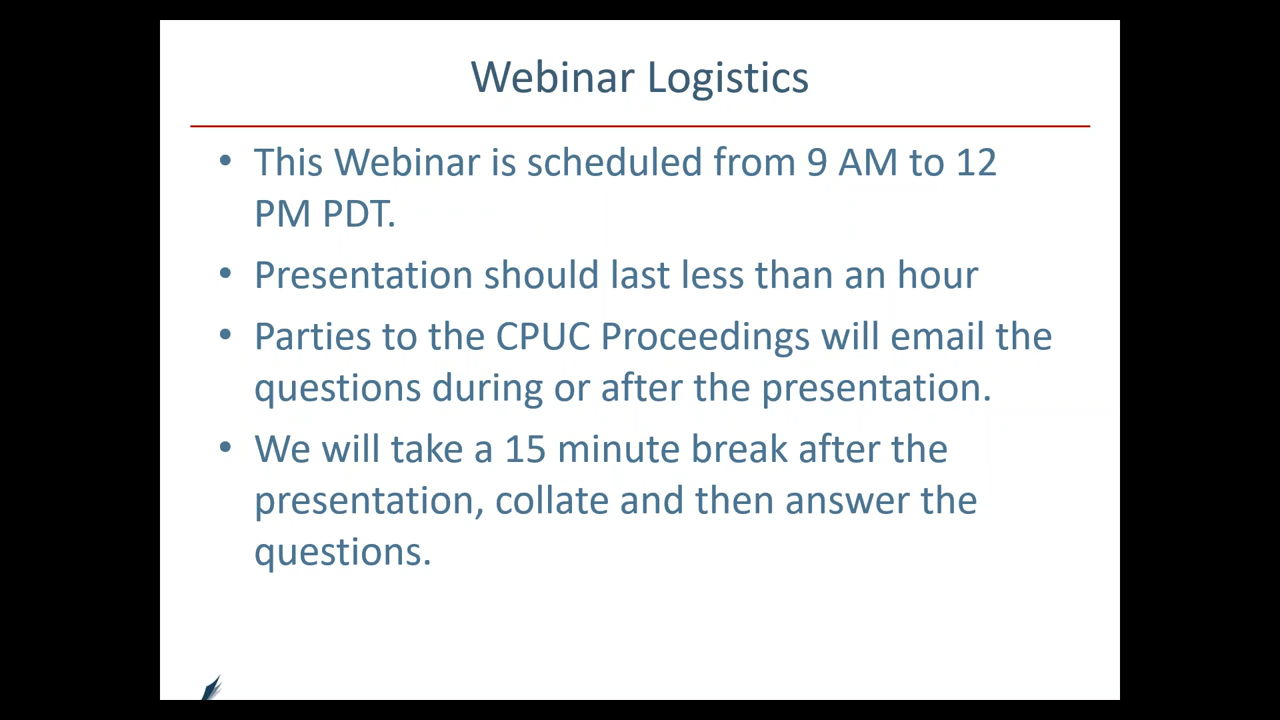 Webinar Logistics
• This Webinar is scheduled from 9 AM to 12
PM PDT.
• Presentation should last less than an hour
• Parties to the CPUC Proceedings will email the
questions during or after the presentation.
• We will take a 15 minute break after the
presentation, collate and then answer the
questions.